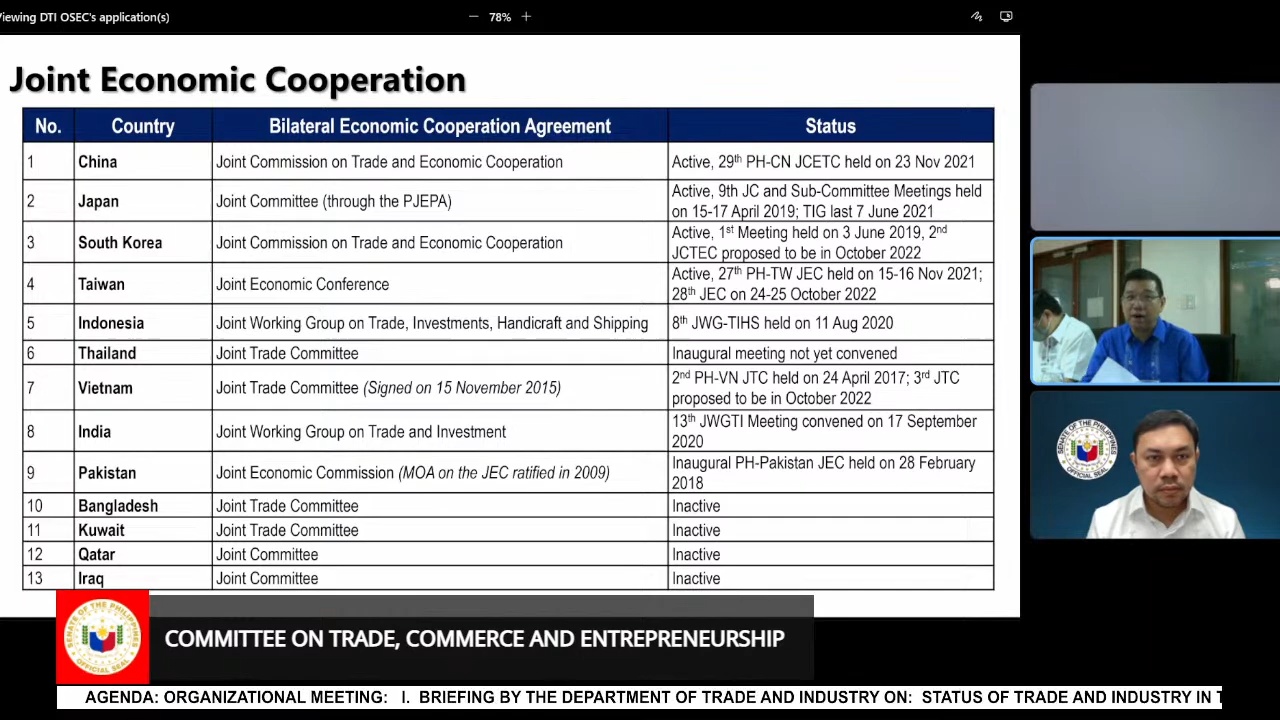 Viewing DTI OSEC's application(s)
78%
Joint Economic Cooperation
No. Country Bilateral Economic Cooperation Agreement Status
1 China Joint Commission on Trade and Economic Cooperation Active, 29th PH-CN JCETC held on 23 Nov 2021
2 Japan Joint Committee (through the PJEPA) Active, 9th JC and Sub-Committee Meetings held
on 15-17 April 2019; TIG last 7 June 2021
3 South Korea Joint Commission on Trade and Economic Cooperation Active, 1st Meeting held on 3 June 2019, 2nd
JCTEC proposed to be in October 2022
4 Taiwan Joint Economic Conference Active, 27th PH-TW JEC held on 15-16 Nov 2021;
28th JEC on 24-25 October 2022
5 Indonesia Joint Working Group on Trade, Investments, Handicraft and Shipping 8th JWG-TIHS held on 11 Aug 2020
6 Thailand Joint Trade Committee Inaugural meeting not yet convened
7 Vietnam Joint Trade Committee (Signed on 15 November 2015) 2nd PH-VN JTC held on 24 April 2017; 3rd JTC
proposed to be in October 2022
8 India Joint Working Group on Trade and Investment 13th JWGTI Meeting convened on 17 September
2020
9 Pakistan Joint Economic Commission (MOA on the JEC ratified in 2009) Inaugural PH-Pakistan JEC held on 28 February
2018
10 Bangladesh Joint Trade Committee Inactive
11 Kuwait Joint Trade Committee Inactive
12 Qatar Joint Committee Inactive
13 Iraq Joint Committee Inactive
SENATE OF THE PHILIPPINES
OFFICIAL SEAL
SENATE OF THE PHILIPPINES
OFFICIAL SEAL
COMMITTEE ON TRADE, COMMERCE AND ENTREPRENEURSHIP
AGENDA: ORGANIZATIONAL MEETING: I. BRIEFING BY THE DEPARTMENT OF TRADE AND INDUSTRY ON: STATUS OF TRADE AND INDUSTRY IN T